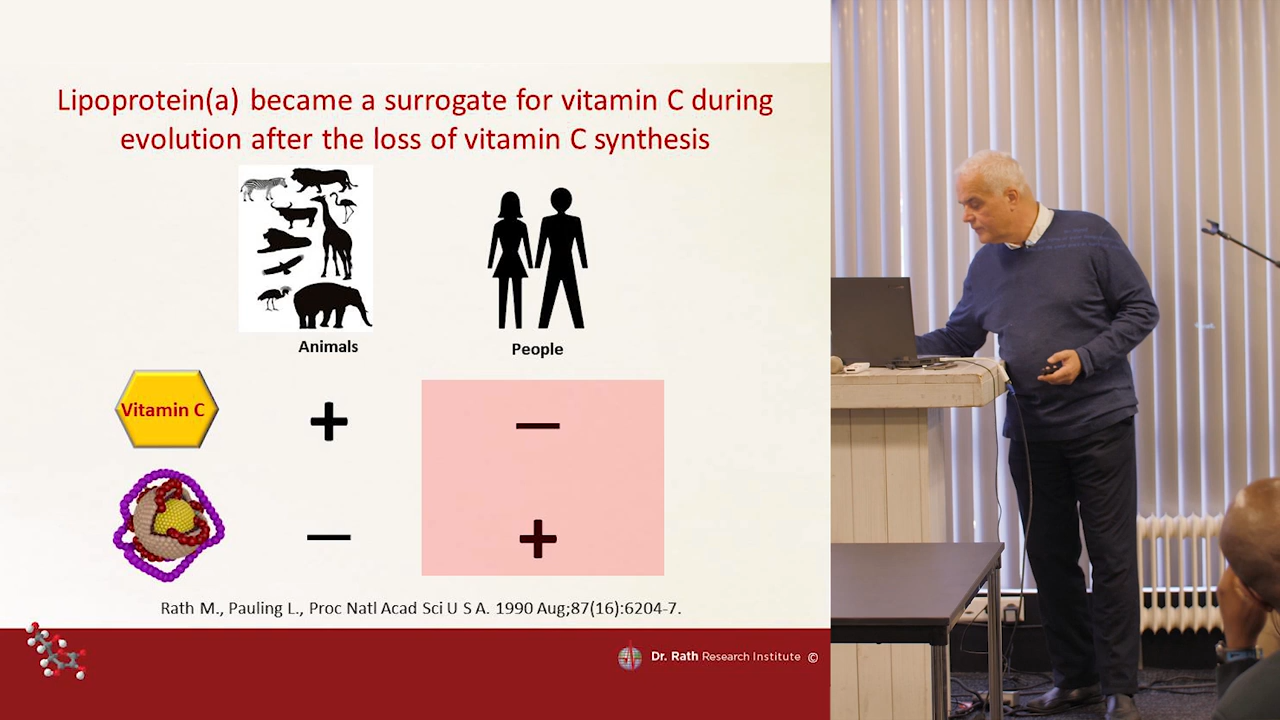 Lipoprotein(a) became a surrogate for vitamin C during
evolution after the loss of vitamin C synthesis
Animals
People
Vitamin C
+
—
—
+
Rath M., Pauling L., Proc Natl Acad Sci U S A. 1990 Aug;87(16):6204-7.
Dr. Rath Research Institute ©